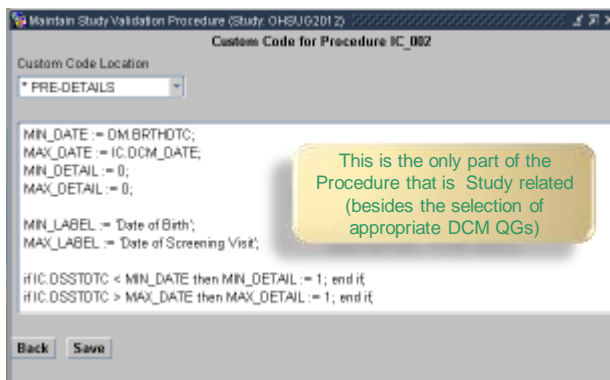 Maintain Study Validation Procedure (Study: OHSUG2012)
Custom Code for Procedure IC_002
Custom Code Location
* PRE-DETAILS
MIN_DATE := DM.BRTHDTC;
MAX_DATE := IC.DCM_DATE;
MIN_DETAIL := 0;
MAX_DETAIL := 0;
MIN_LABEL := 'Date of Birth';
MAX_LABEL := 'Date of Screening Visit';
if IC.DSSTDTC < MIN_DATE then MIN_DETAIL := 1; end if;
if IC.DSSTDTC > MAX_DATE then MAX_DETAIL := 1; end if;
This is the only part of the
Procedure that is Study related
(besides the selection of
appropriate DCM QGs)
Back Save